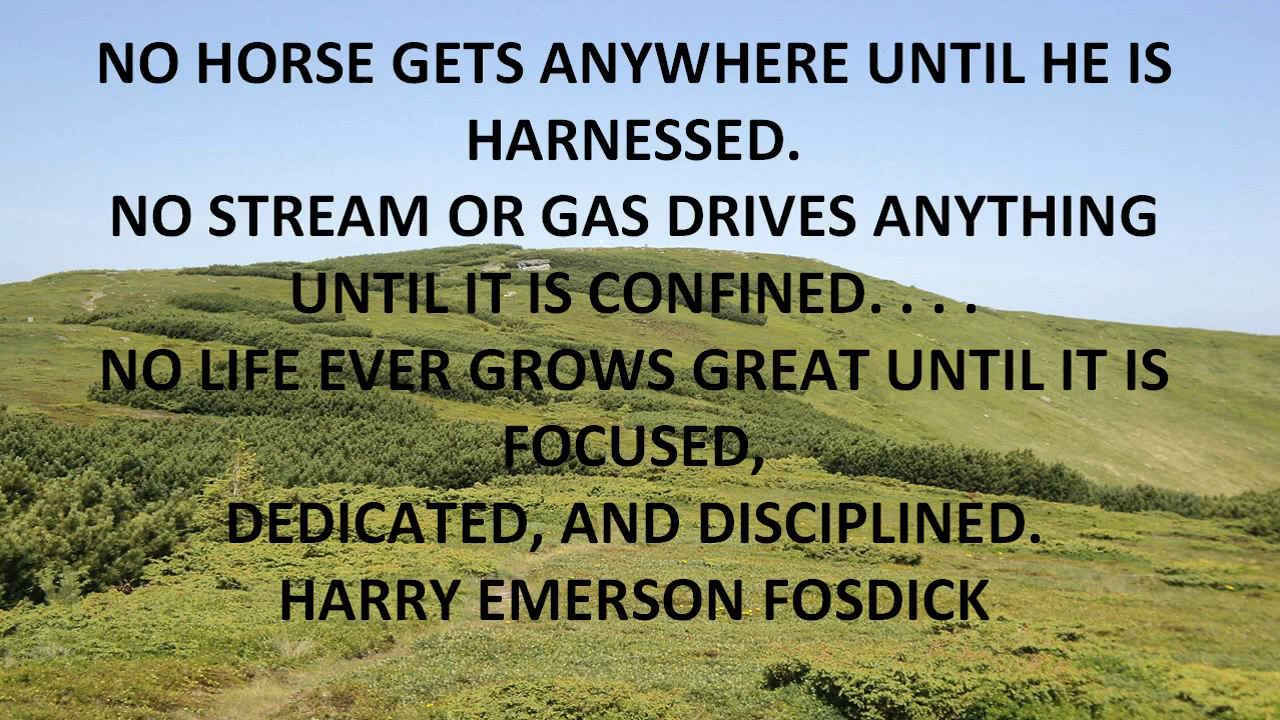 NO HORSE GETS ANYWHERE UNTIL HE IS
HARNESSED.
NO STREAM OR GAS DRIVES ANYTHING
UNTIL IT IS CONFINED. . . .
NO LIFE EVER GROWS GREAT UNTIL IT IS
FOCUSED,
DEDICATED, AND DISCIPLINED.
HARRY EMERSON FOSDICK